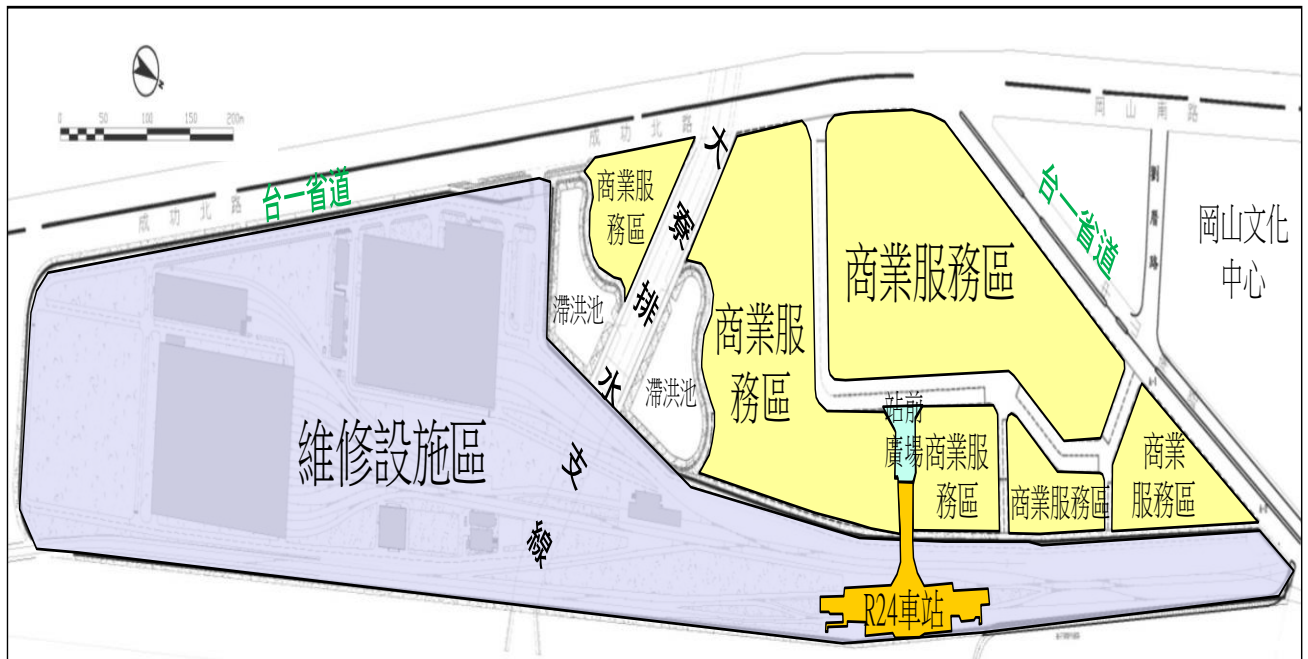 0 50 100 150 200m
N
岡山南路
成功北路
台一省道
成功北路
大寮排水支線
商業服
務區
滯洪池
滯洪池
商業服
務區
商業服務區
台一省道
劉厝路
岡山文化
中心
維修設施區
站前
廣場
商業服
務區
商業服務區
商業
服務區
R24車站